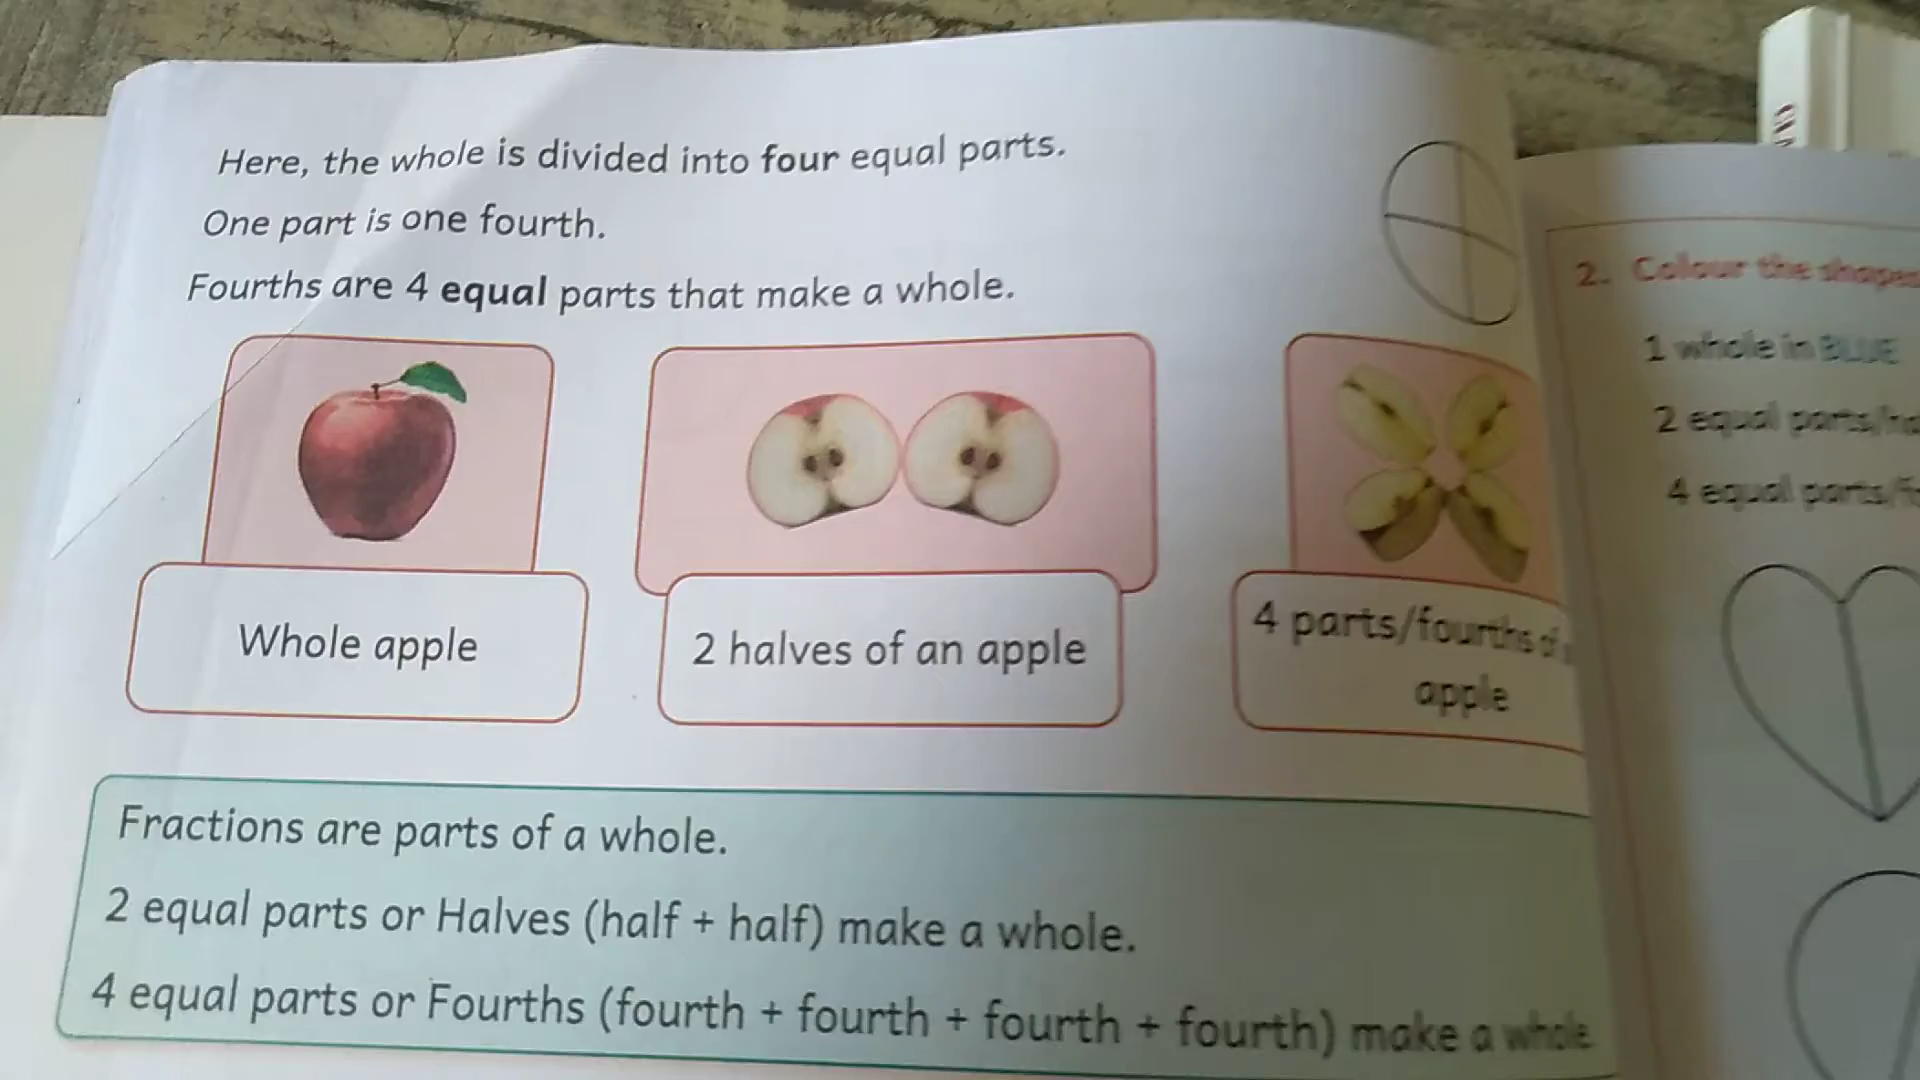 Here, the whole is divided into four equal parts.
One part is one fourth.
Fourths are 4 equal parts that make a whole.
Whole apple
2 halves of an apple
4 parts/fourths of
apple
Fractions are parts of a whole.
2 equal parts or Halves (half + half) make a whole.
4 equal parts or Fourths (fourth + fourth + fourth + fourth) make a whole
2. Colour the shapes
1 whole in BLUE
2 equal parts/
4 equal parts/